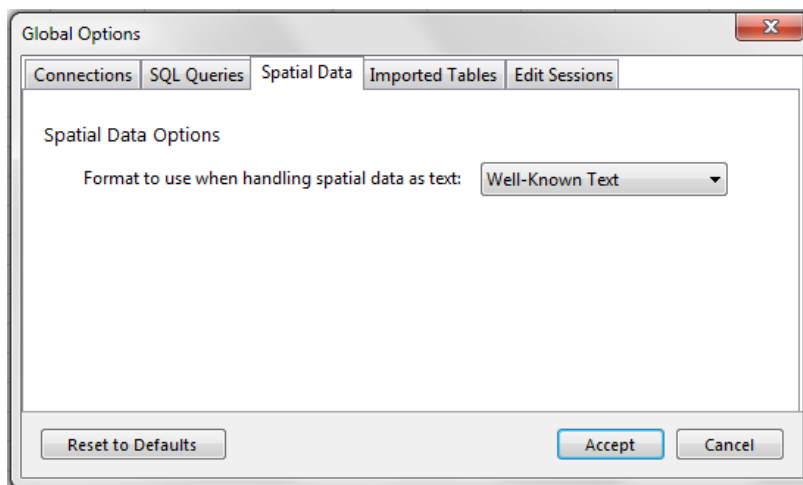 Global Options
Connections SQL Queries Spatial Data Imported Tables Edit Sessions
Spatial Data Options
Format to use when handling spatial data as text: Well-Known Text
Reset to Defaults Accept Cancel